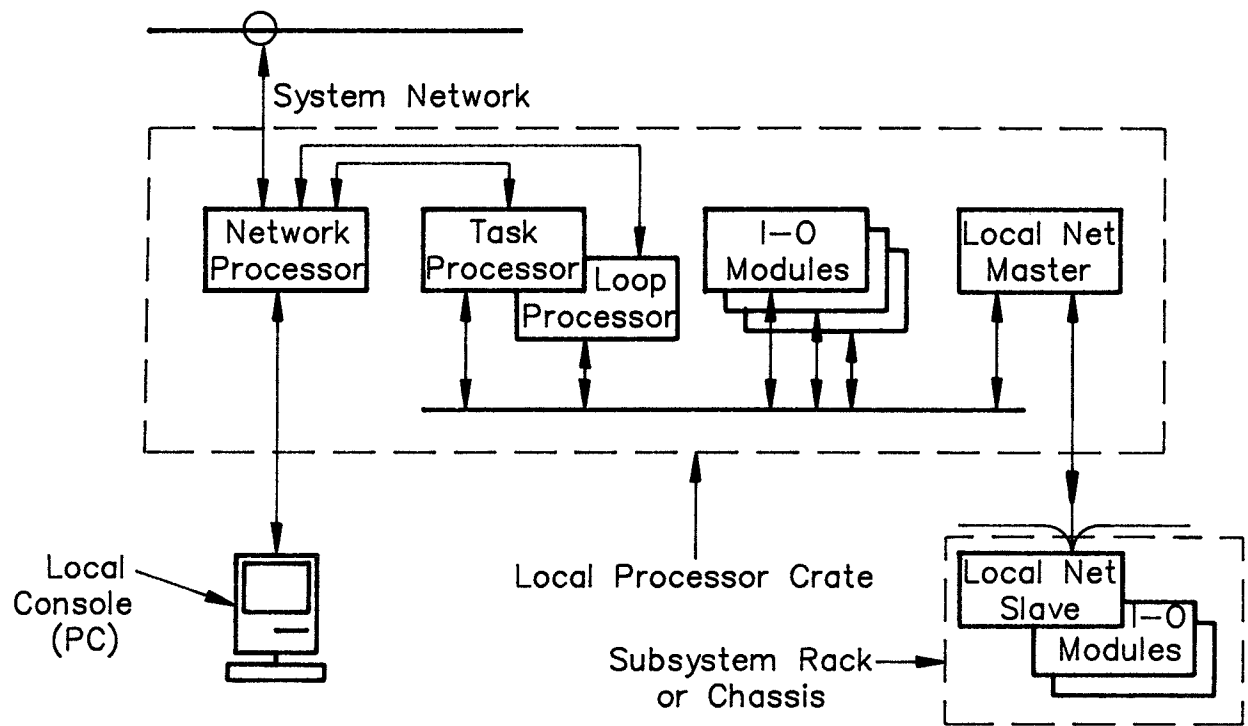 System Network
Network
Processor
Task
Processor
Loop
Processor
I-O
Modules
Local Net
Master
Local
Console
(PC)
Local Processor Crate
Local Net
Slave
I-O
Modules
Subsystem Rack
or Chassis